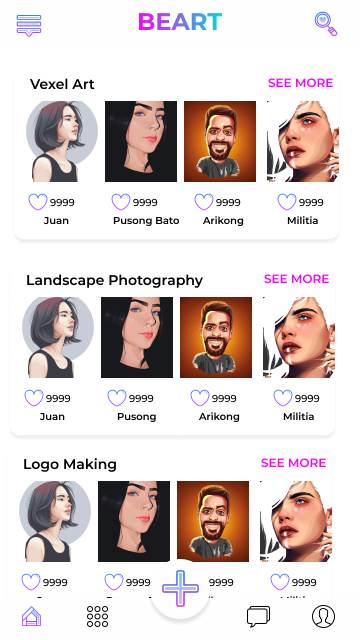 BEART
Vexel Art SEE MORE
9999 9999 9999 9999
Juan Pusong Bato Arikong Militia
Landscape Photography SEE MORE
9999 9999 9999 9999
Juan Pusong Arikong Militia
Logo Making SEE MORE
9999 9999 9999 9999